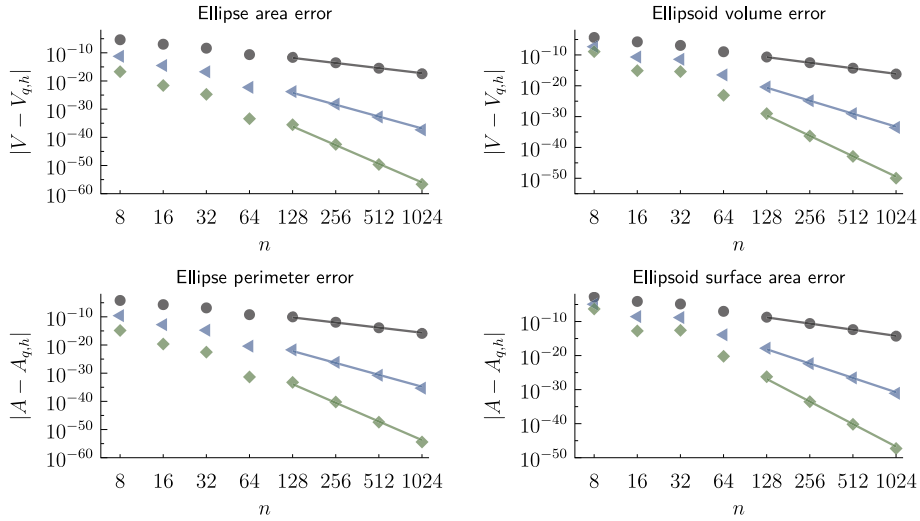 Ellipse area error
|V − V_{q,h}|
10^{−10}
10^{−20}
10^{−30}
10^{−40}
10^{−50}
10^{−60}
8 16 32 64 128 256 512 1024
n
Ellipsoid volume error
|V − V_{q,h}|
10^{−10}
10^{−20}
10^{−30}
10^{−40}
10^{−50}
8 16 32 64 128 256 512 1024
n
Ellipse perimeter error
|A − A_{q,h}|
10^{−10}
10^{−20}
10^{−30}
10^{−40}
10^{−50}
10^{−60}
8 16 32 64 128 256 512 1024
n
Ellipsoid surface area error
|A − A_{q,h}|
10^{−10}
10^{−20}
10^{−30}
10^{−40}
10^{−50}
8 16 32 64 128 256 512 1024
n